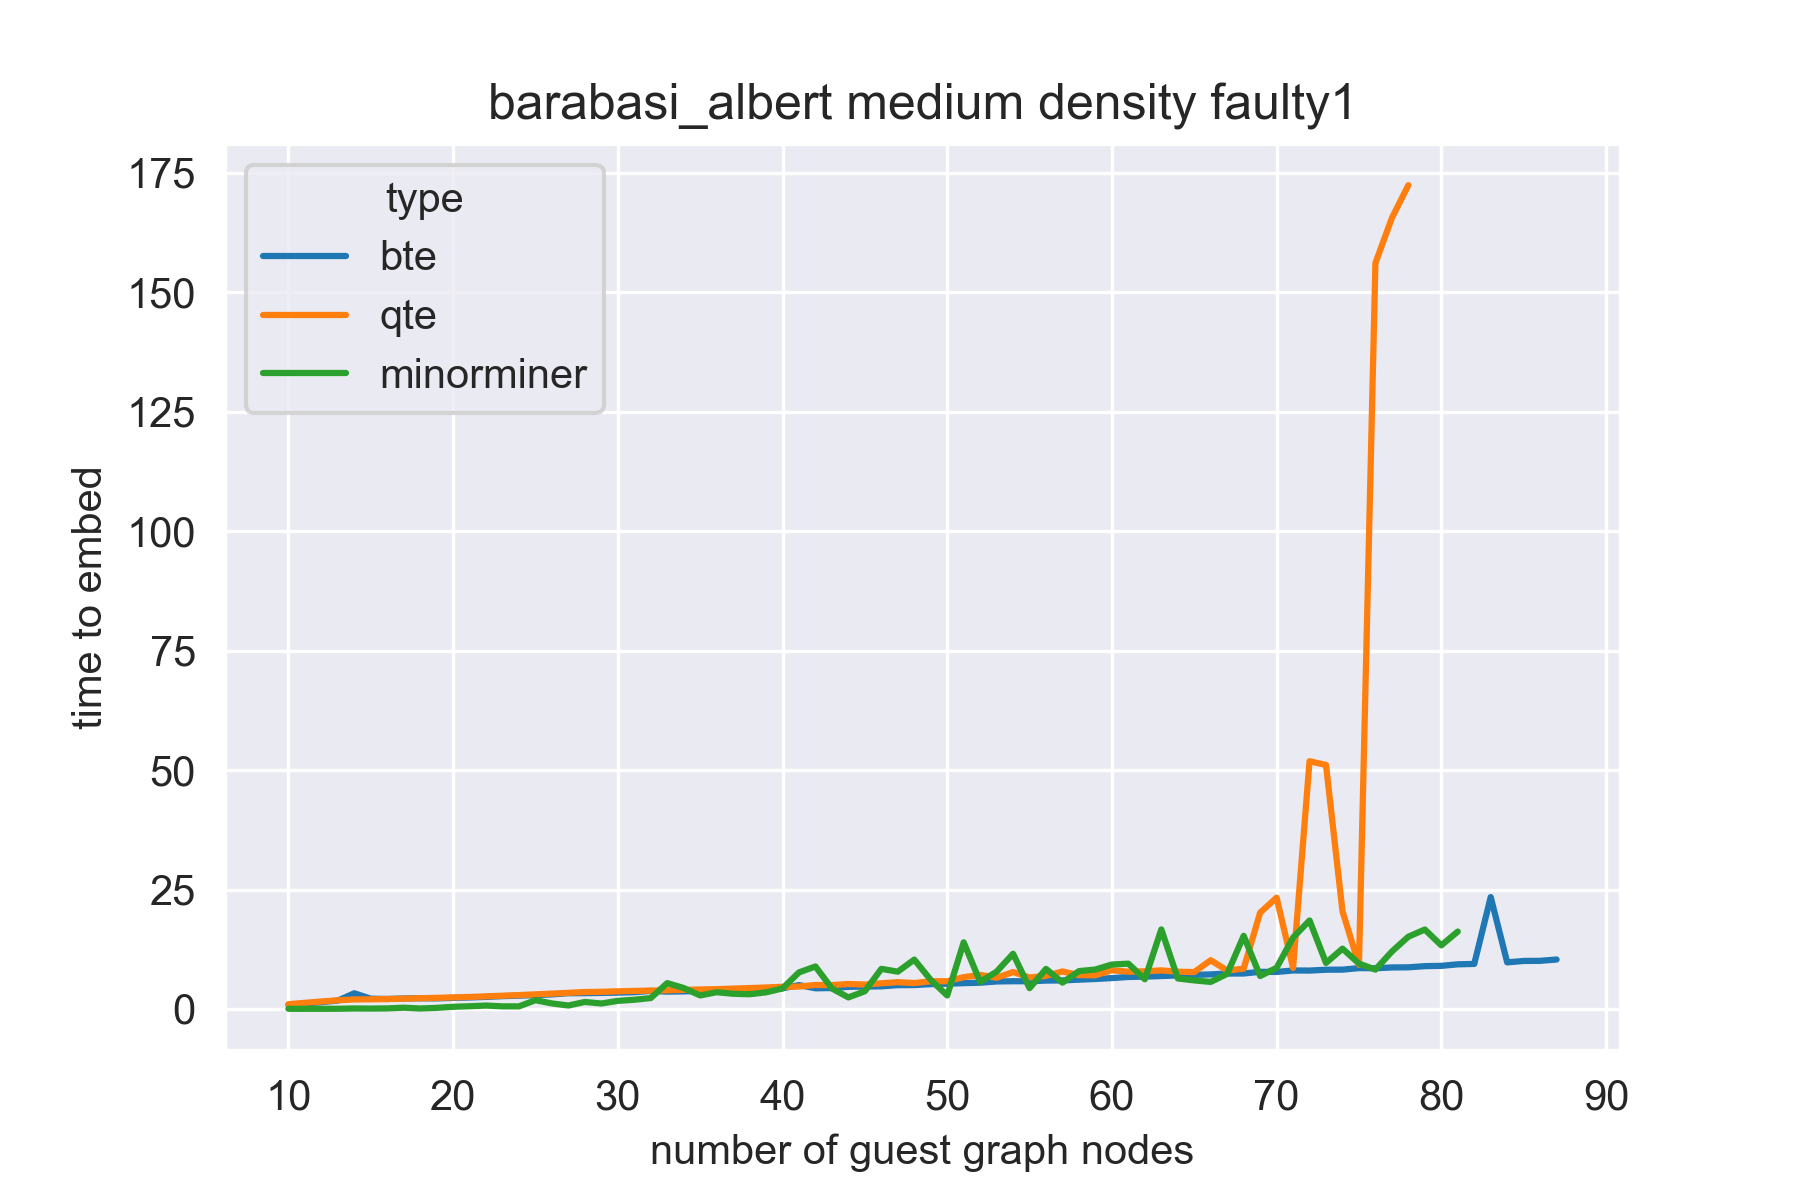 barabasi_albert medium density faulty1
type
bte
qte
minorminer
175
150
125
100
75
50
25
0
time to embed
10 20 30 40 50 60 70 80 90
number of guest graph nodes